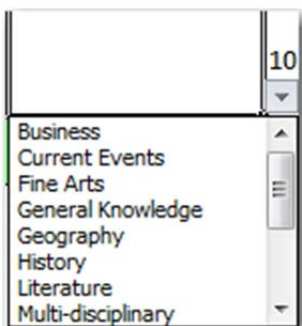 10
Business
Current Events
Fine Arts
General Knowledge
Geography
History
Literature
Multi-disciplinary